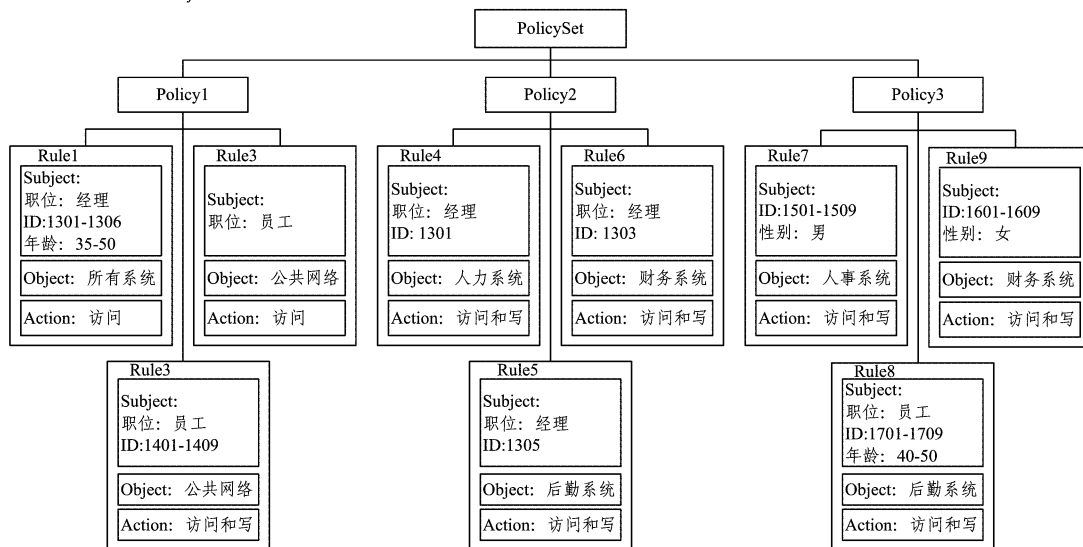 PolicySet
Policy1
Policy2
Policy3
Rule1
Subject:
职位：经理
ID:1301-1306
年龄：35-50
Object：所有系统
Action：访问
Rule3
Subject:
职位：员工
Object：公共网络
Action：访问
Rule4
Subject:
职位：经理
ID: 1301
Object：人力系统
Action：访问和写
Rule6
Subject:
职位：经理
ID: 1303
Object：财务系统
Action：访问和写
Rule7
Subject:
ID:1501-1509
性别：男
Object：人事系统
Action：访问和写
Rule9
Subject:
ID:1601-1609
性别：女
Object：财务系统
Action：访问和写
Rule3
Subject:
职位：员工
ID:1401-1409
Object：公共网络
Action：访问和写
Rule5
Subject:
职位：经理
ID:1305
Object：后勤系统
Action：访问和写
Rule8
Subject:
职位：员工
ID:1701-1709
年龄：40-50
Object：后勤系统
Action：访问和写